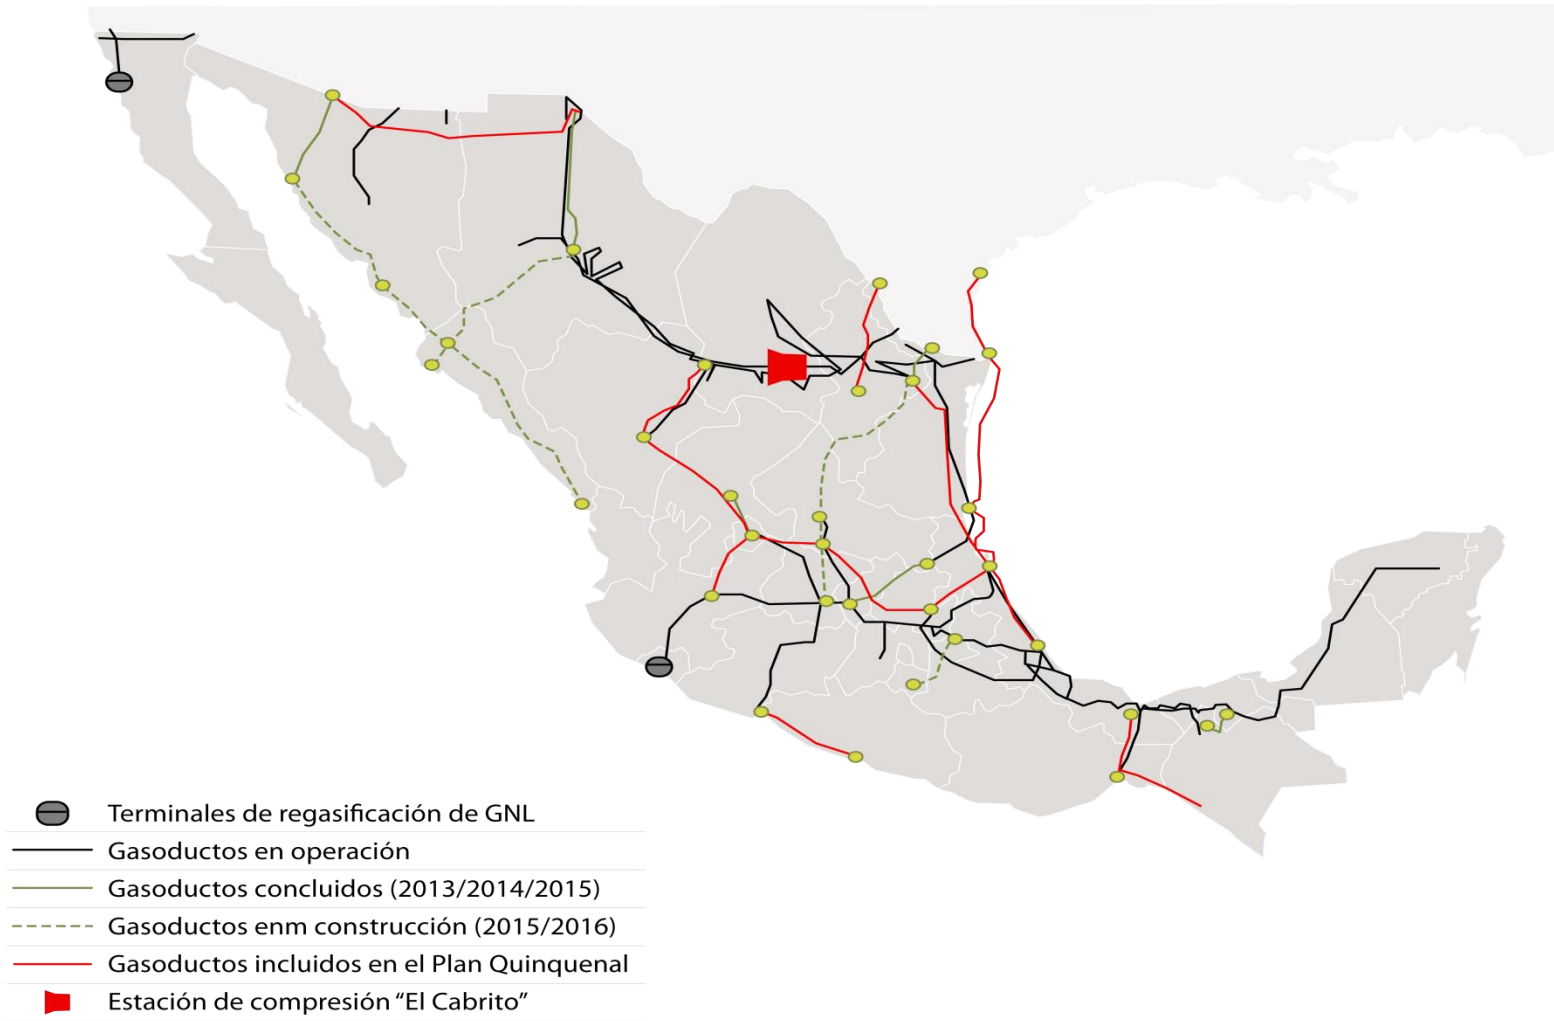 Terminales de regasificación de GNL
Gasoductos en operación
Gasoductos concluidos (2013/2014/2015)
Gasoductos enm construcción (2015/2016)
Gasoductos incluidos en el Plan Quinquenal
Estación de compresión “El Cabrito”